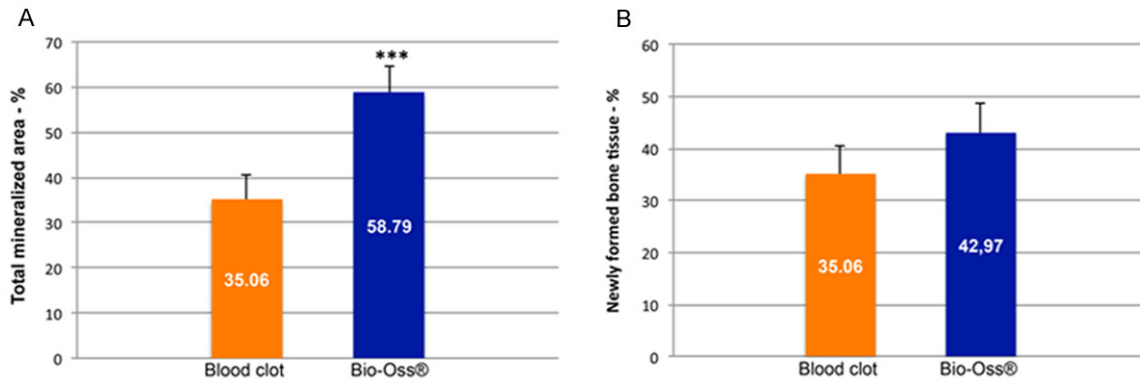 A
Total mineralized area - %
70
60
50
40
30
20
10
0
***
58.79
35.06
Blood clot
Bio-Oss®
B
Newly formed bone tissue - %
60
50
40
30
20
10
0
42,97
35.06
Blood clot
Bio-Oss®